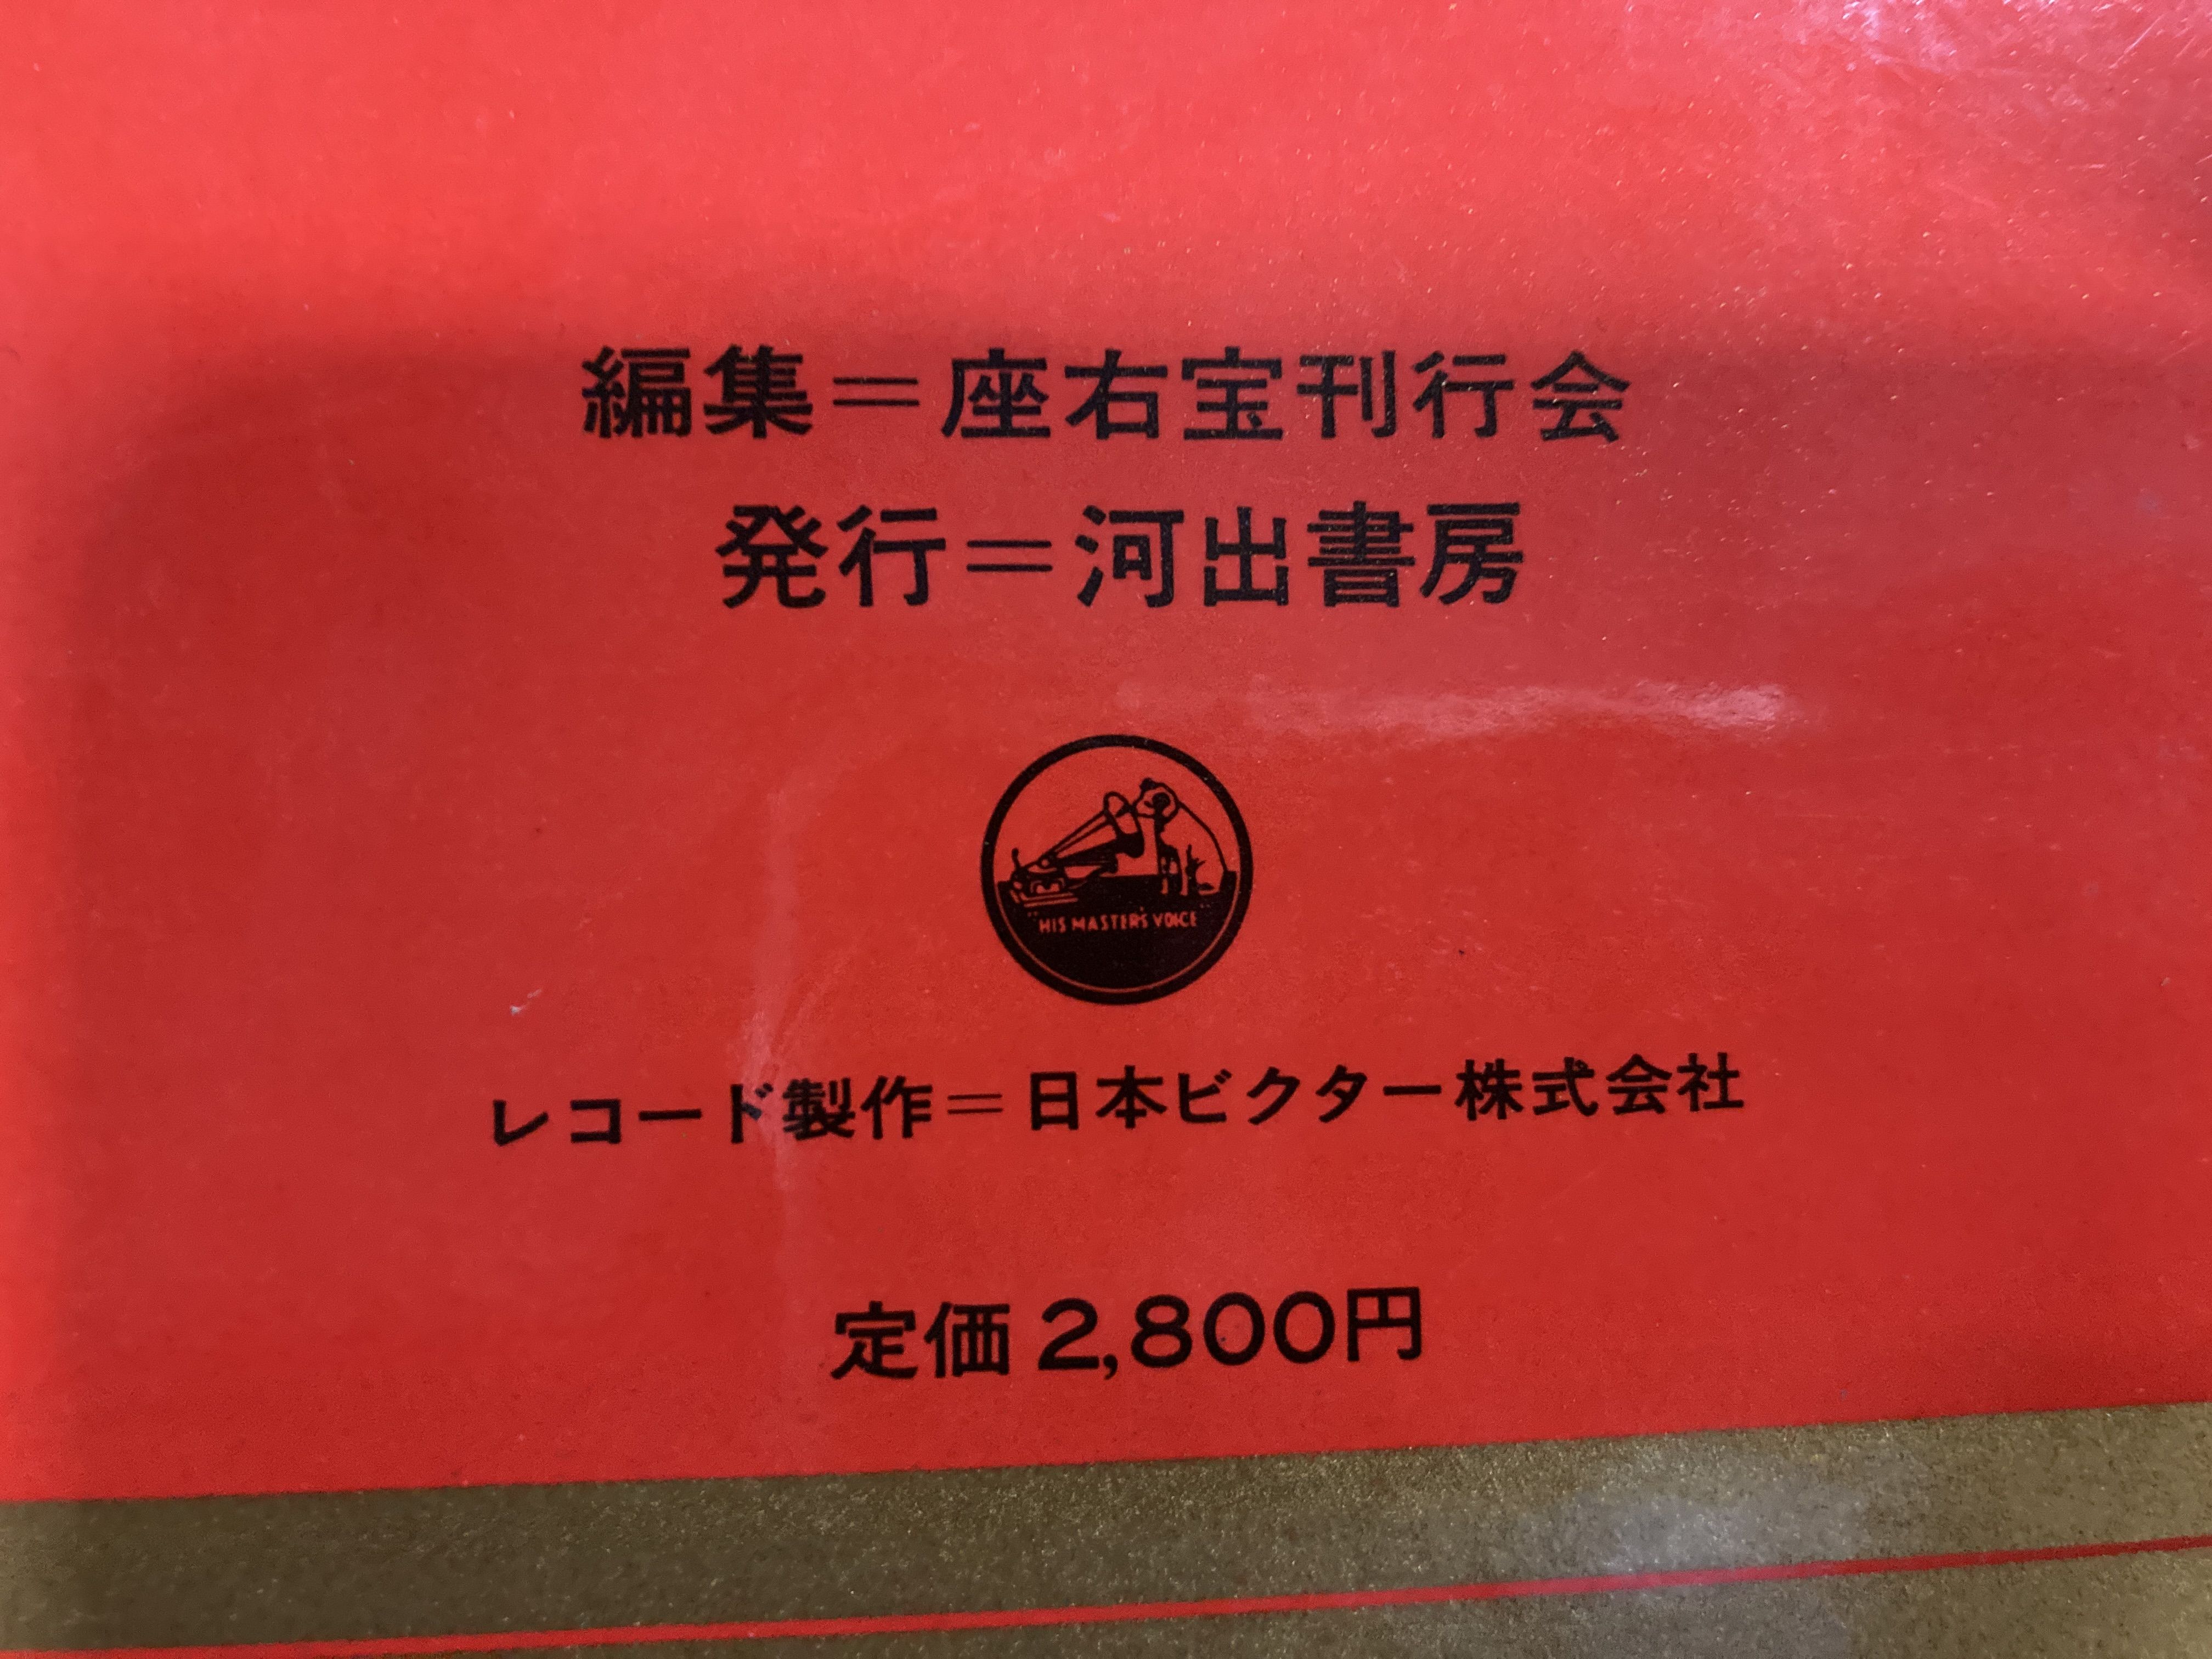 編集＝座右宝刊行会
発行＝河出書房
"HIS MASTER'S VOICE"
レコード製作＝日本ビクター株式会社
定価2,800円